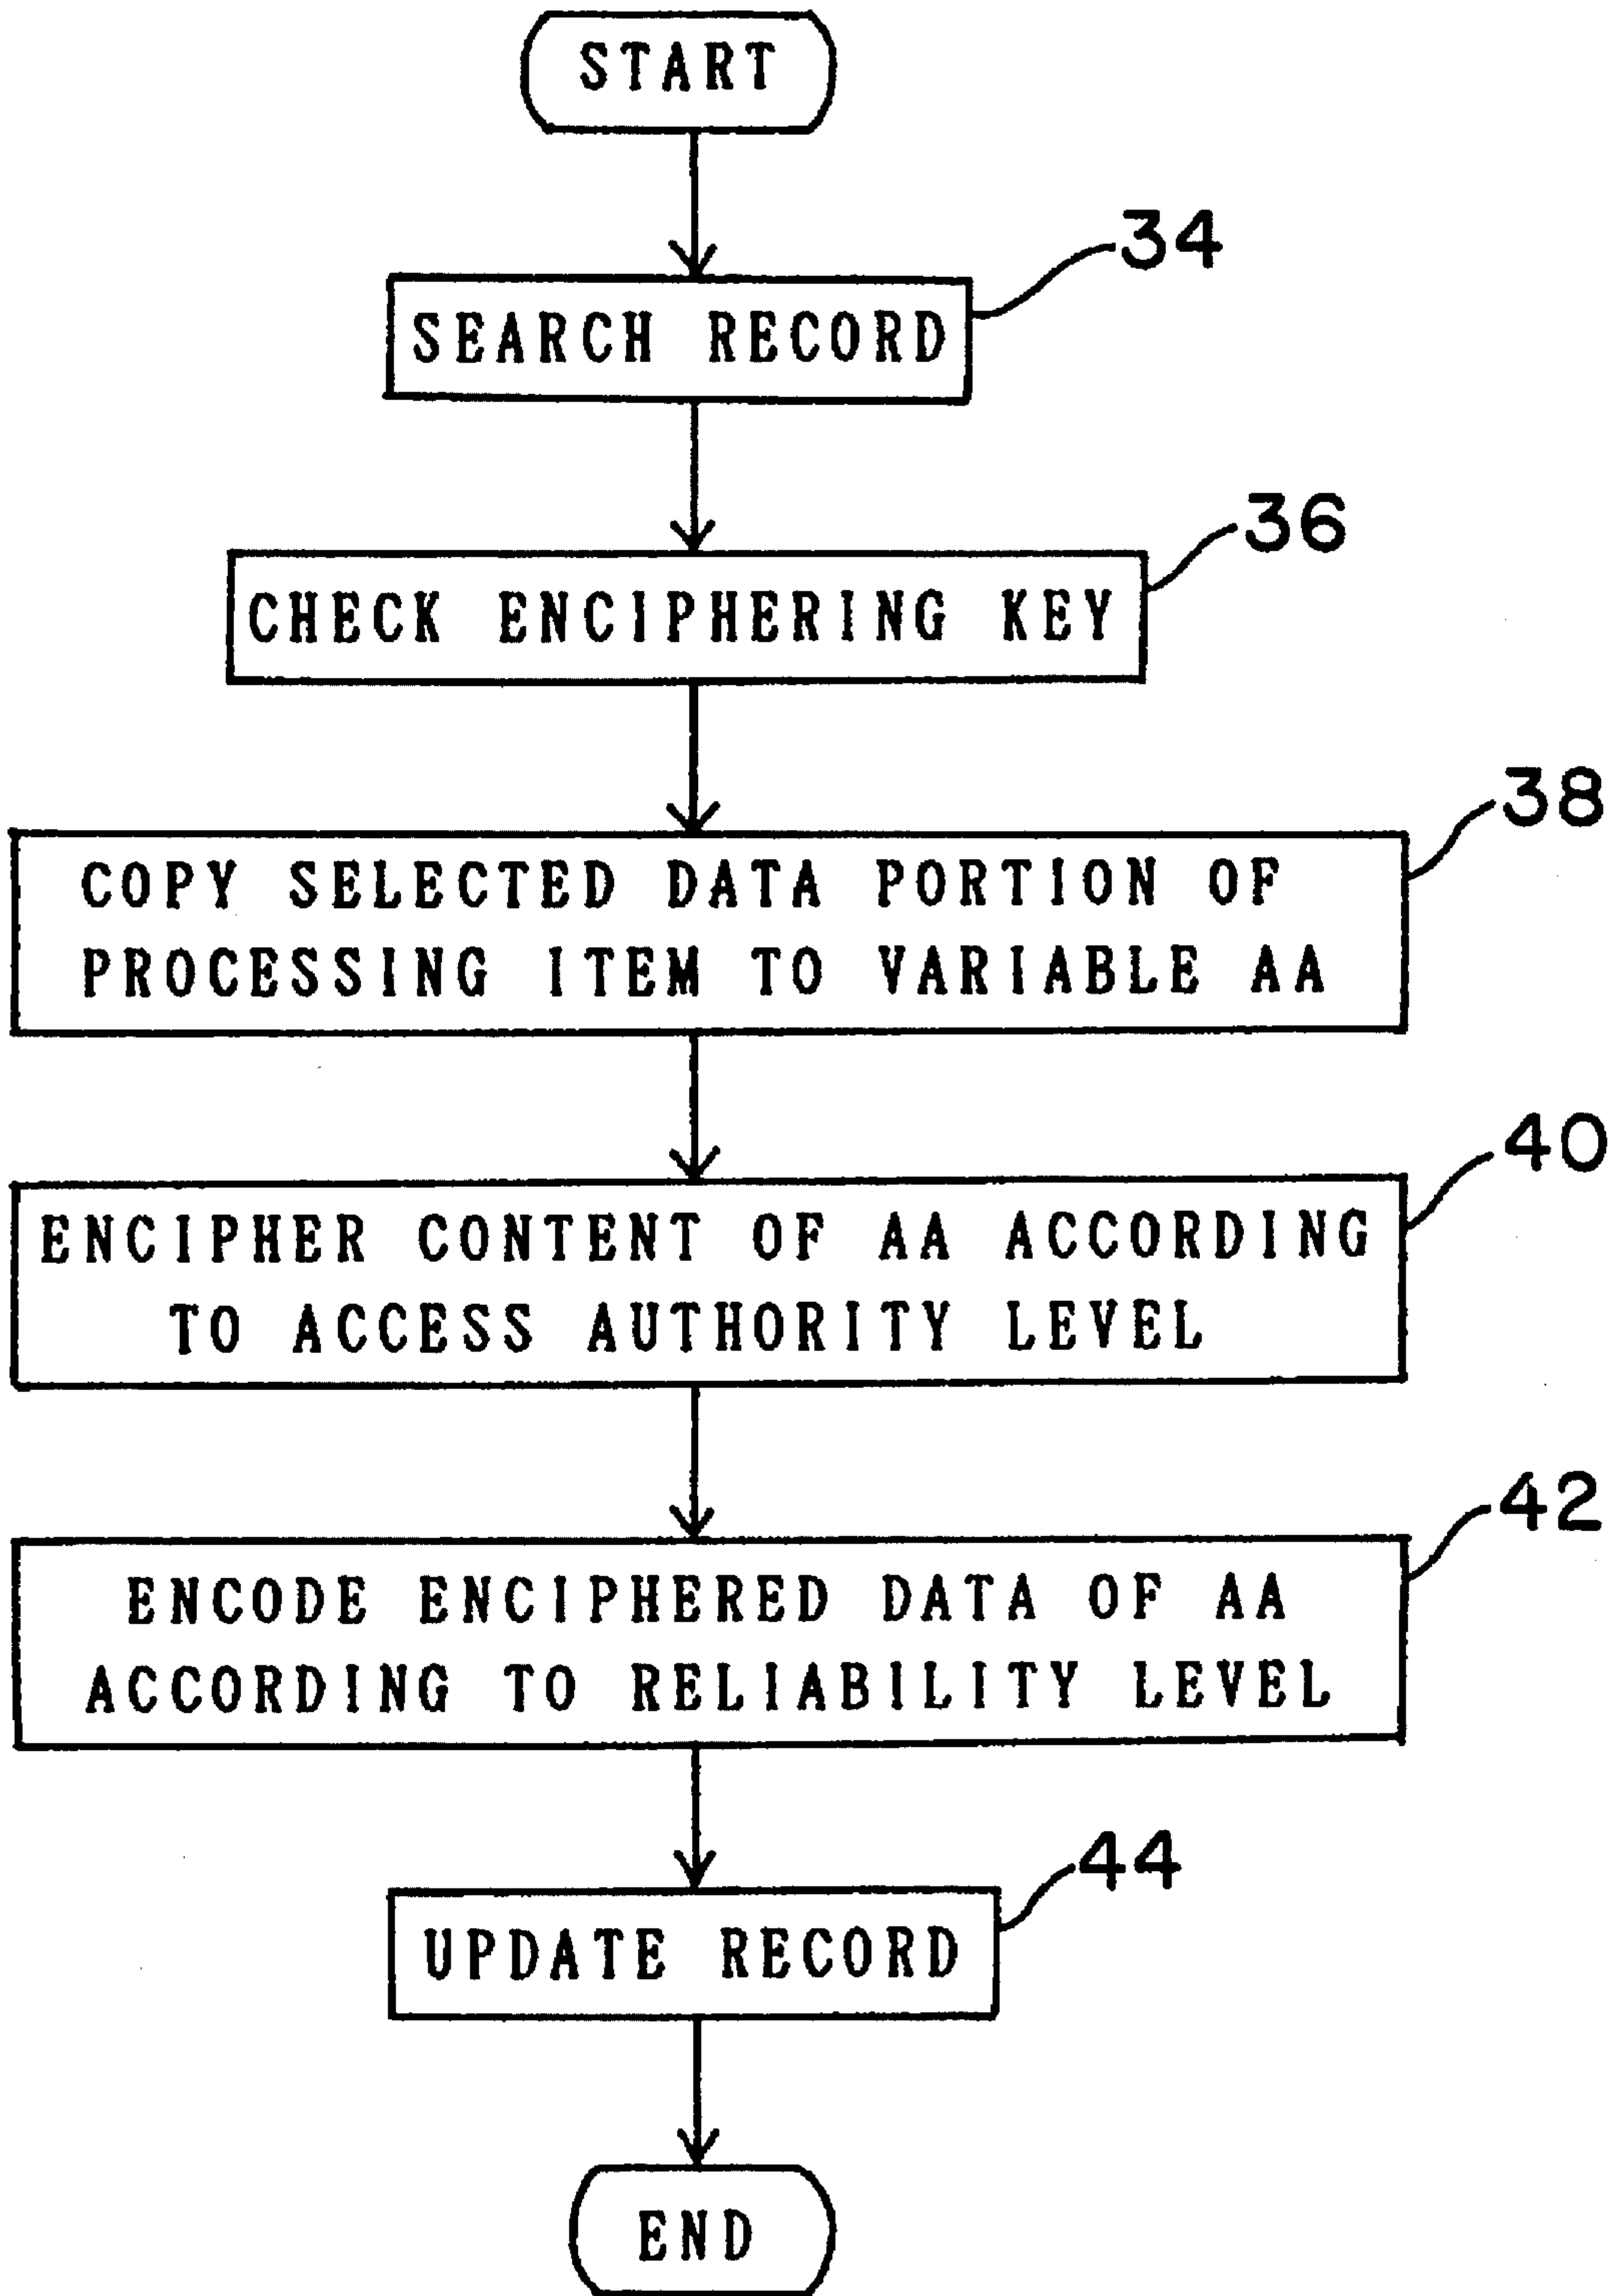 START
34
SEARCH RECORD
36
CHECK ENCIPHERING KEY
38
COPY SELECTED DATA PORTION OF
PROCESSING ITEM TO VARIABLE AA
40
ENCIPHER CONTENT OF AA ACCORDING
TO ACCESS AUTHORITY LEVEL
42
ENCODE ENCIPHERED DATA OF AA
ACCORDING TO RELIABILITY LEVEL
44
UPDATE RECORD
END